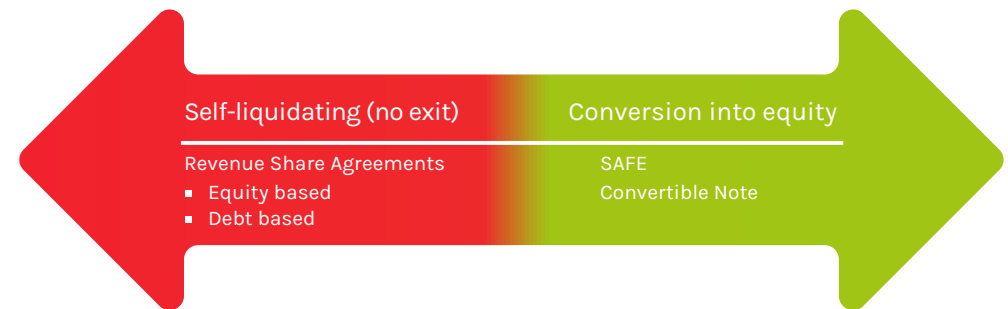 Self-liquidating (no exit)
Revenue Share Agreements
▪ Equity based
▪ Debt based
Conversion into equity
SAFE
Convertible Note